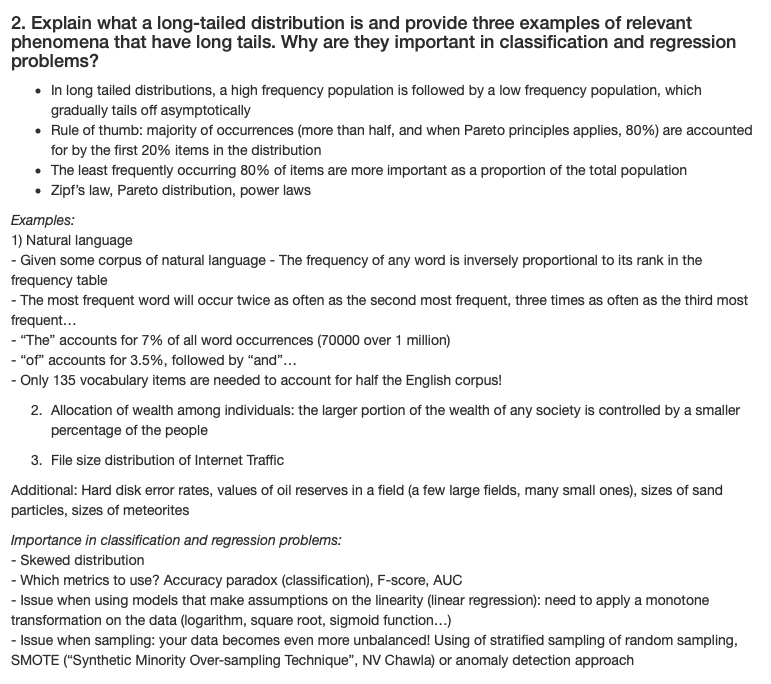 2. Explain what a long-tailed distribution is and provide three examples of relevant
phenomena that have long tails. Why are they important in classification and regression
problems?
• In long tailed distributions, a high frequency population is followed by a low frequency population, which
gradually tails off asymptotically
• Rule of thumb: majority of occurrences (more than half, and when Pareto principles applies, 80%) are accounted
for by the first 20% items in the distribution
• The least frequently occurring 80% of items are more important as a proportion of the total population
• Zipf's law, Pareto distribution, power laws
Examples:
1) Natural language
- Given some corpus of natural language - The frequency of any word is inversely proportional to its rank in the
frequency table
- The most frequent word will occur twice as often as the second most frequent, three times as often as the third most
frequent…
- “The” accounts for 7% of all word occurrences (70000 over 1 million)
- “of” accounts for 3.5%, followed by “and”…
- Only 135 vocabulary items are needed to account for half the English corpus!
2. Allocation of wealth among individuals: the larger portion of the wealth of any society is controlled by a smaller
percentage of the people
3. File size distribution of Internet Traffic
Additional: Hard disk error rates, values of oil reserves in a field (a few large fields, many small ones), sizes of sand
particles, sizes of meteorites
Importance in classification and regression problems:
- Skewed distribution
- Which metrics to use? Accuracy paradox (classification), F-score, AUC
- Issue when using models that make assumptions on the linearity (linear regression): need to apply a monotone
transformation on the data (logarithm, square root, sigmoid function…)
- Issue when sampling: your data becomes even more unbalanced! Using of stratified sampling of random sampling,
SMOTE (“Synthetic Minority Over-sampling Technique”, NV Chawla) or anomaly detection approach